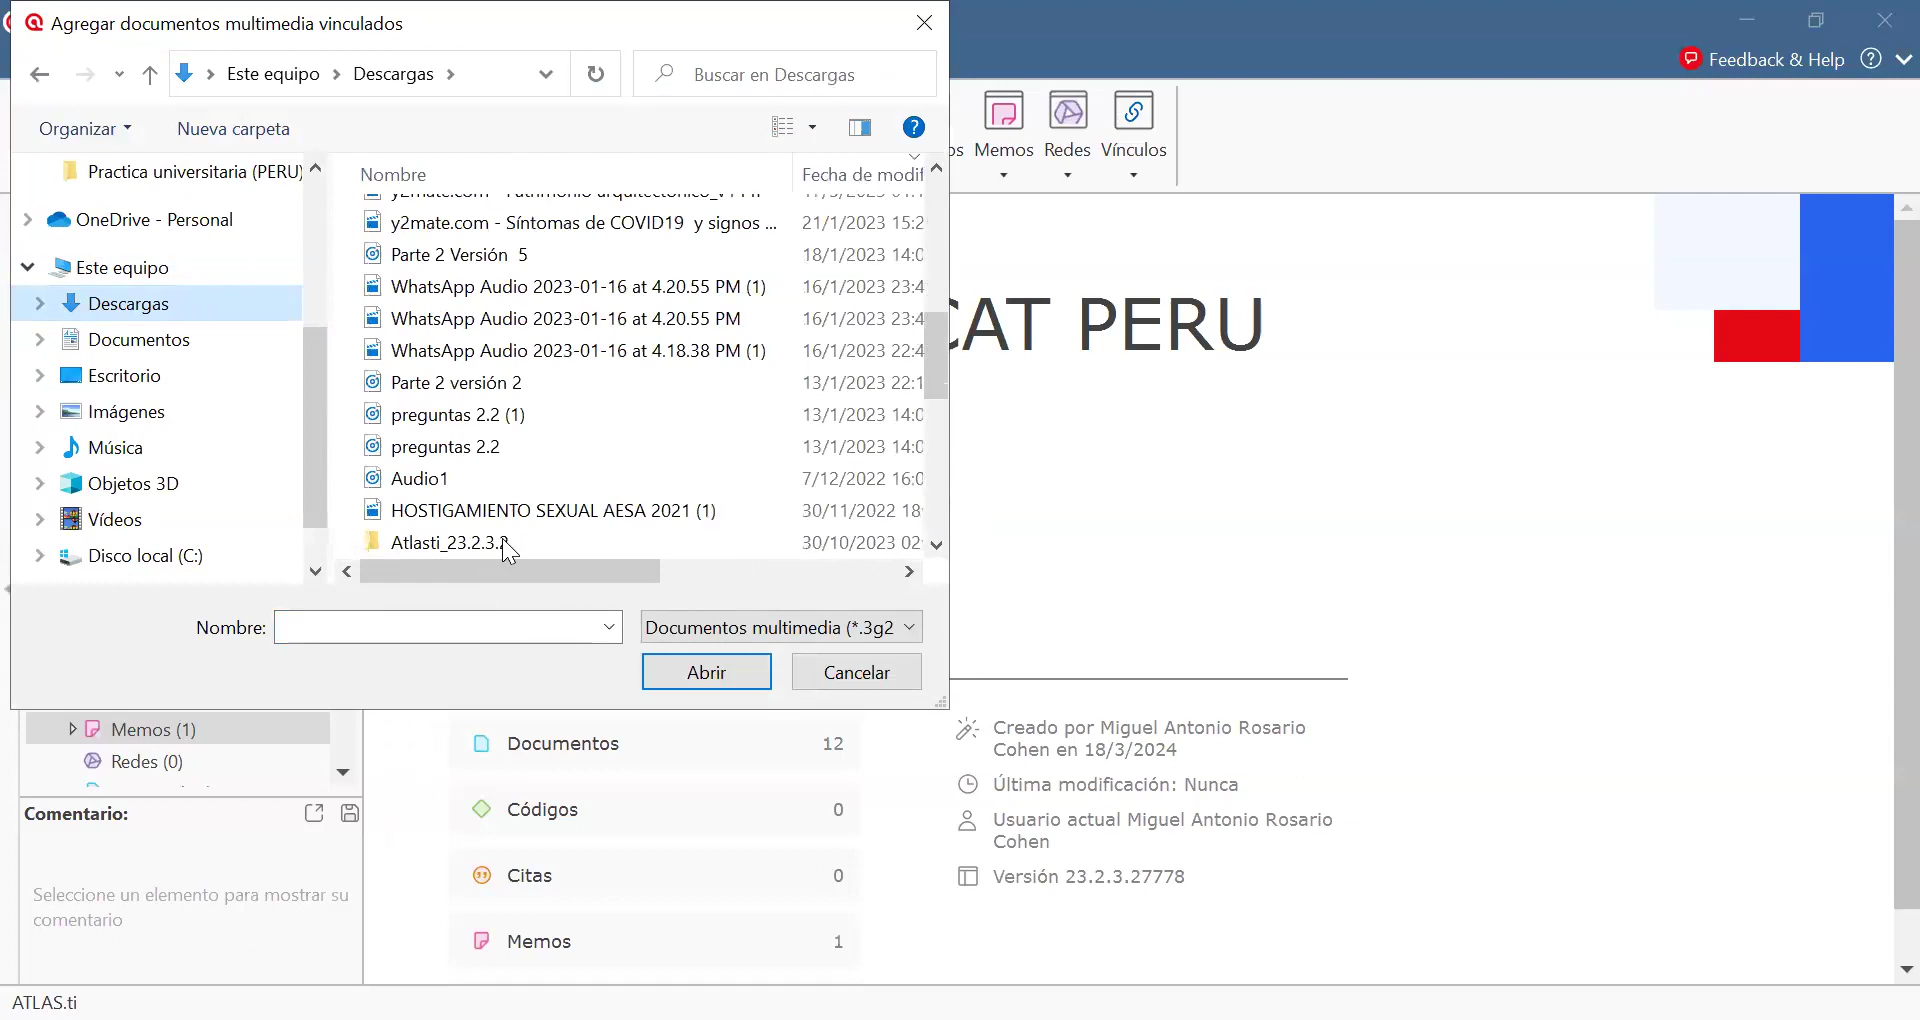 Agregar documentos multimedia vinculados
Feedback & Help
Este equipo > Descargas >
Buscar en Descargas
Organizar
Nueva carpeta
Memos
Redes
Vínculos
Practica universitaria (PERU)
OneDrive - Personal
Este equipo
Descargas
Documentos
Escritorio
Imágenes
Música
Objetos 3D
Vídeos
Disco local (C:)
Nombre
Fecha de modif
y2mate.com - Síntomas de COVID19 y signos ...
21/1/2023 15:2
Parte 2 Versión 5
18/1/2023 14:0
WhatsApp Audio 2023-01-16 at 4.20.55 PM (1)
16/1/2023 23:4
WhatsApp Audio 2023-01-16 at 4.20.55 PM
16/1/2023 23:4
WhatsApp Audio 2023-01-16 at 4.18.38 PM (1)
16/1/2023 22:4
Parte 2 versión 2
13/1/2023 22:1
preguntas 2.2 (1)
13/1/2023 14:0
preguntas 2.2
13/1/2023 14:0
Audio1
7/12/2022 16:0
HOSTIGAMIENTO SEXUAL AESA 2021 (1)
30/11/2022 18:
Atlasti_23.2.3.2
30/10/2023 02:
CAT PERU
Nombre:
Documentos multimedia (*.3g2
Abrir
Cancelar
Memos (1)
Redes (0)
Comentario:
Seleccione un elemento para mostrar su
comentario
Documentos 12
Códigos 0
Citas 0
Memos 1
Creado por Miguel Antonio Rosario
Cohen en 18/3/2024
Última modificación: Nunca
Usuario actual Miguel Antonio Rosario
Cohen
Versión 23.2.3.27778
ATLAS.ti